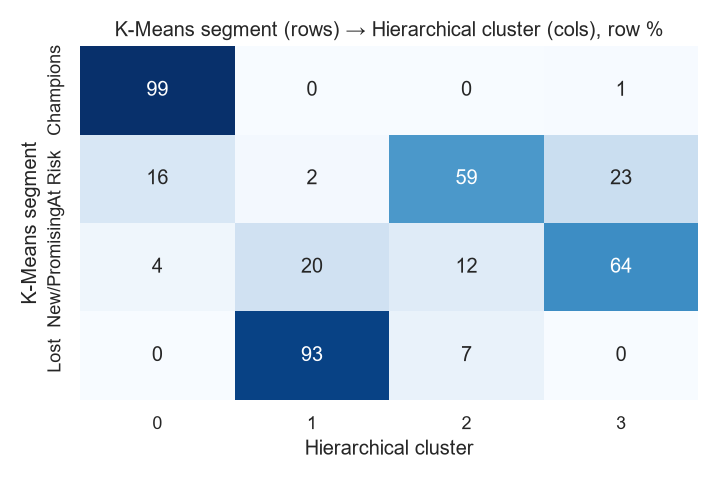 K-Means segment (rows) → Hierarchical cluster (cols), row %
K-Means segment
Champions
99 0 0 1
At Risk
16 2 59 23
New/Promising
4 20 12 64
Lost
0 93 7 0
0 1 2 3
Hierarchical cluster